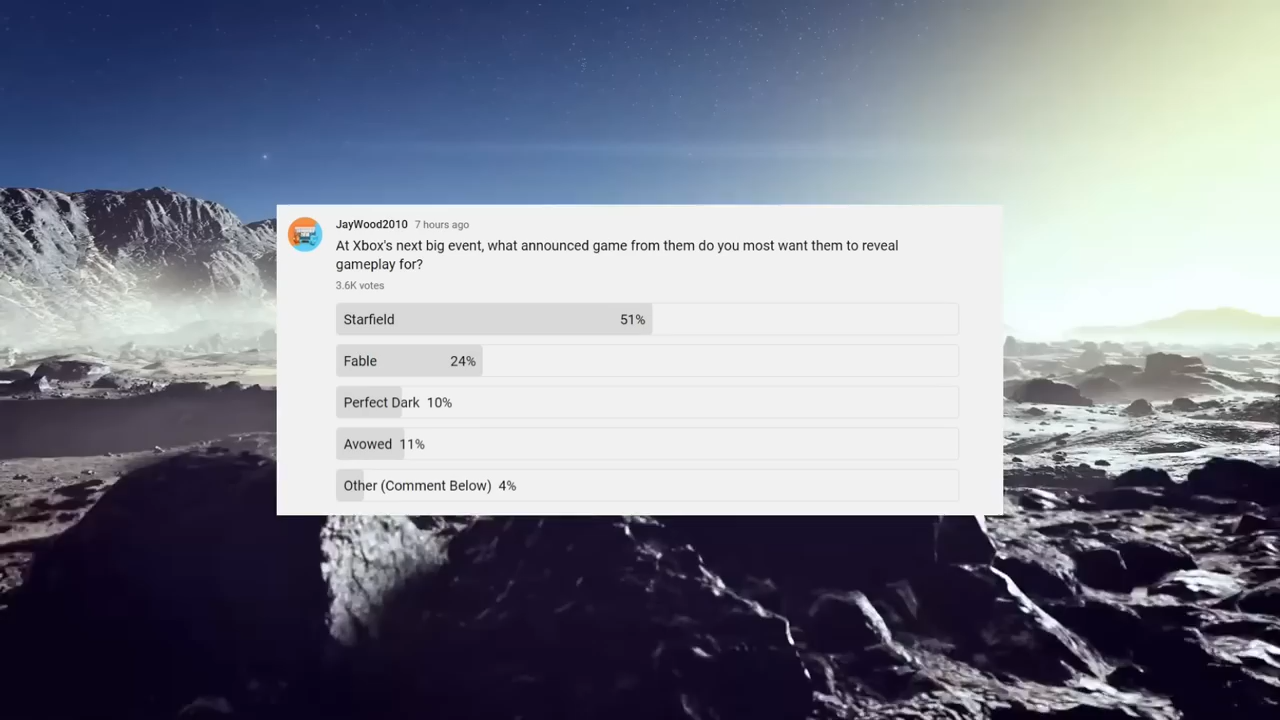 JayWood2010 7 hours ago
At Xbox's next big event, what announced game from them do you most want them to reveal
gameplay for?
3.6K votes
Starfield 51%
Fable 24%
Perfect Dark 10%
Avowed 11%
Other (Comment Below) 4%